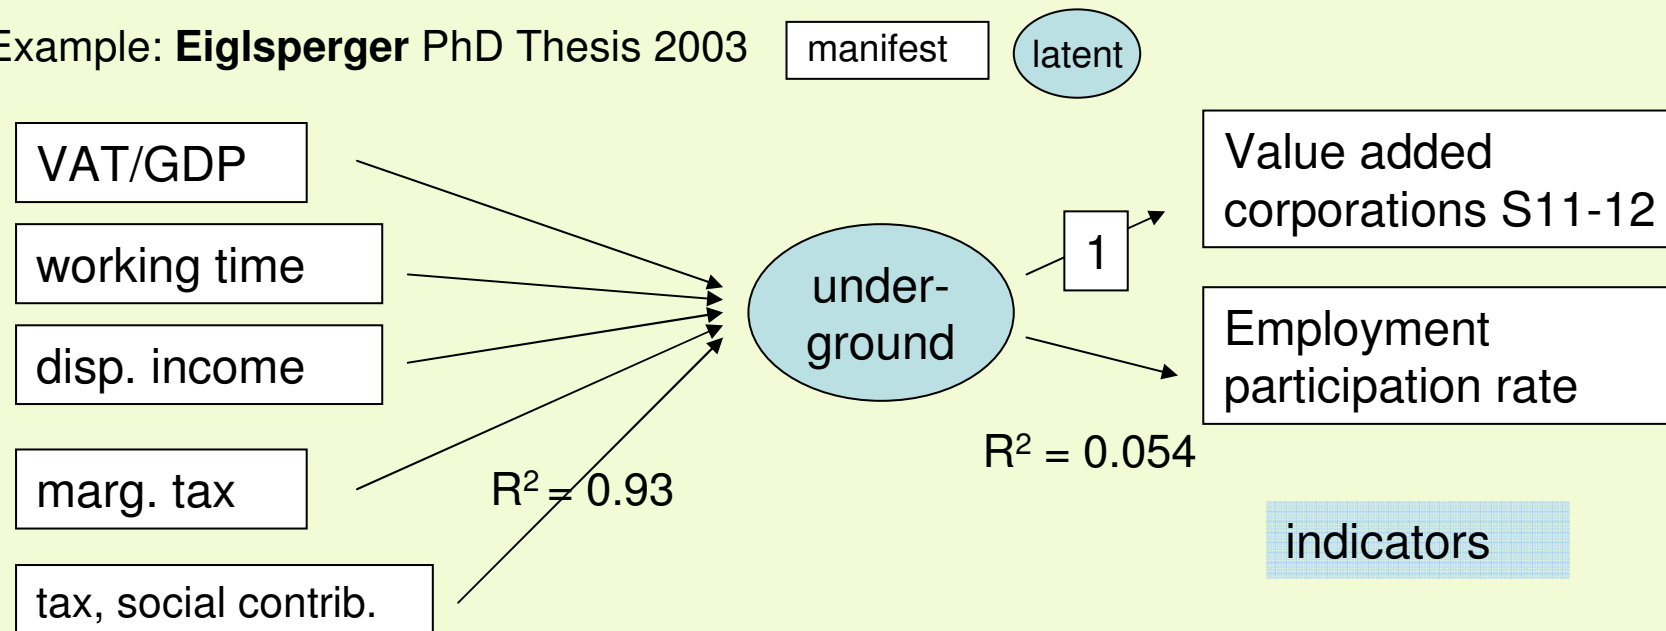 Example: Eiglsperger PhD Thesis 2003
manifest
latent
VAT/GDP
working time
disp. income
marg. tax
tax, social contrib.
R² = 0.93
under-
ground
1
R² = 0.054
Value added
corporations S11-12
Employment
participation rate
indicators